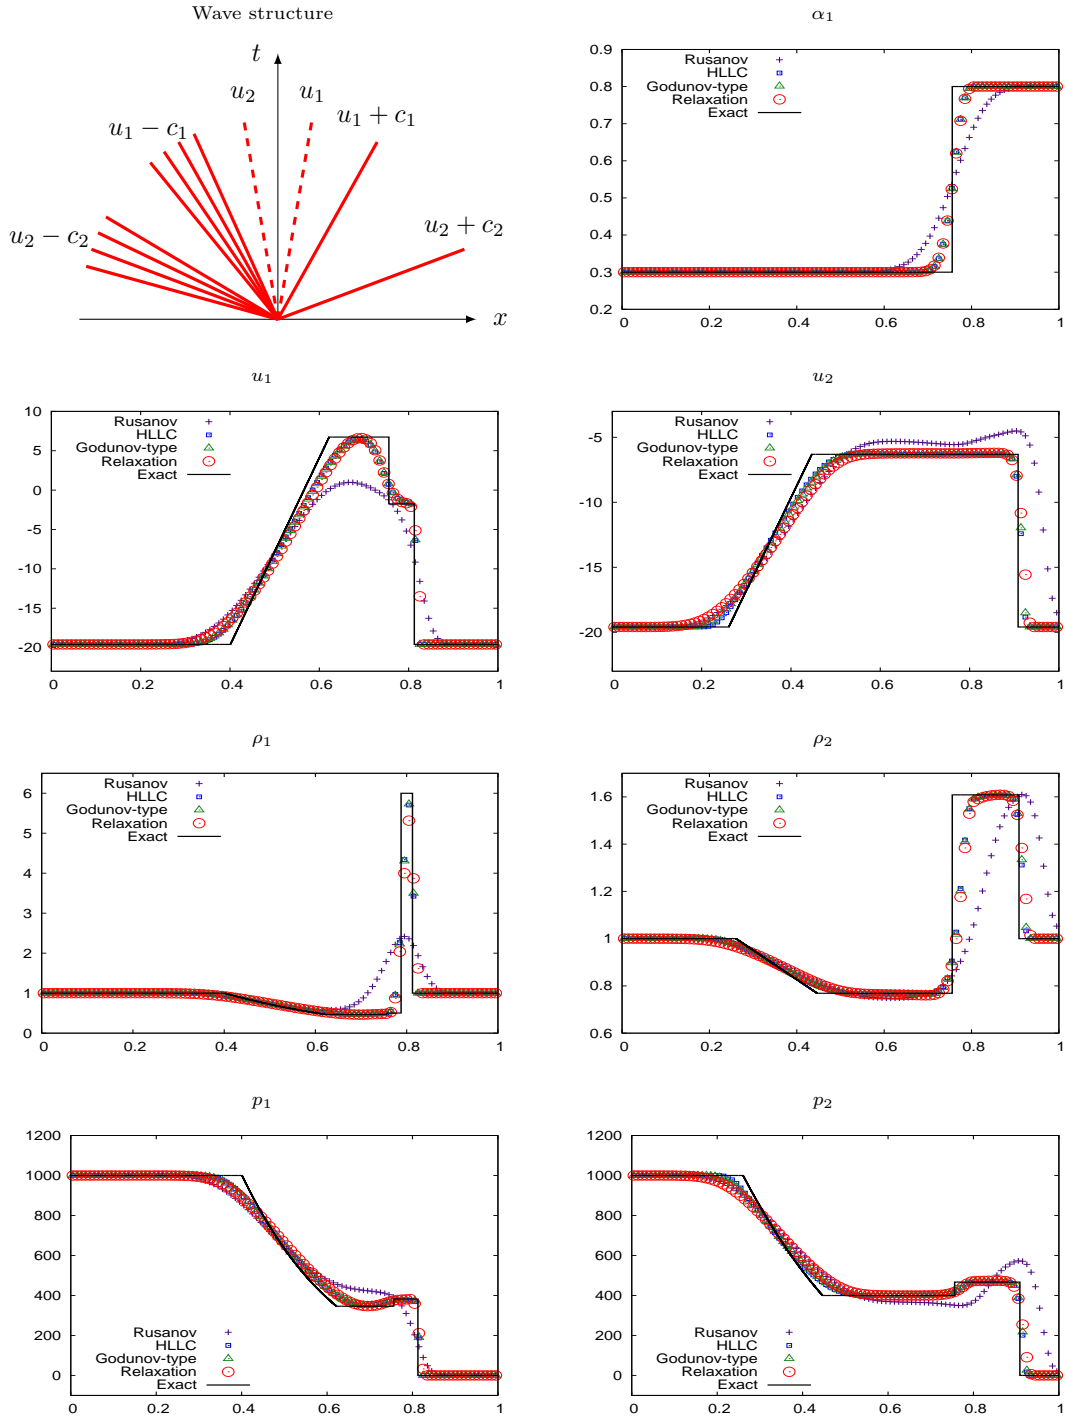 Wave structure
t
u₂
u₁
u₁ − c₁
u₁ + c₁
u₂ − c₂
u₂ + c₂
x
α₁
0.9
0.8
0.7
0.6
0.5
0.4
0.3
0.2
Rusanov
HLLC
Godunov-type
Relaxation
Exact
0 0.2 0.4 0.6 0.8 1
u₁
10
5
0
-5
-10
-15
-20
Rusanov
HLLC
Godunov-type
Relaxation
Exact
0 0.2 0.4 0.6 0.8 1
u₂
-5
-10
-15
-20
Rusanov
HLLC
Godunov-type
Relaxation
Exact
0 0.2 0.4 0.6 0.8 1
ρ₁
6
5
4
3
2
1
0
Rusanov
HLLC
Godunov-type
Relaxation
Exact
0 0.2 0.4 0.6 0.8 1
ρ₂
1.6
1.4
1.2
1
0.8
0.6
Rusanov
HLLC
Godunov-type
Relaxation
Exact
0 0.2 0.4 0.6 0.8 1
p₁
1200
1000
800
600
400
200
0
Rusanov
HLLC
Godunov-type
Relaxation
Exact
0 0.2 0.4 0.6 0.8 1
p₂
1200
1000
800
600
400
200
0
Rusanov
HLLC
Godunov-type
Relaxation
Exact
0 0.2 0.4 0.6 0.8 1